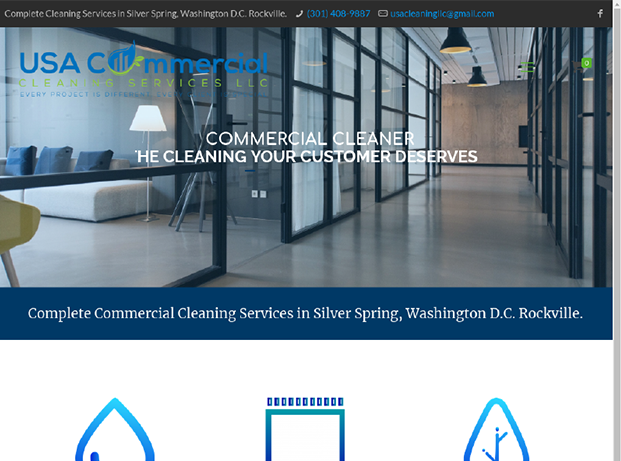 Complete Cleaning Services in Silver Spring, Washington D.C. Rockville. (301) 408-9887 usacleaningllc@gmail.com
USA Commercial
CLEANING SERVICES LLC
EVERY PROJECT IS DIFFERENT
0
COMMERCIAL CLEANER
HE CLEANING YOUR CUSTOMER DESERVES
Complete Commercial Cleaning Services in Silver Spring, Washington D.C. Rockville.